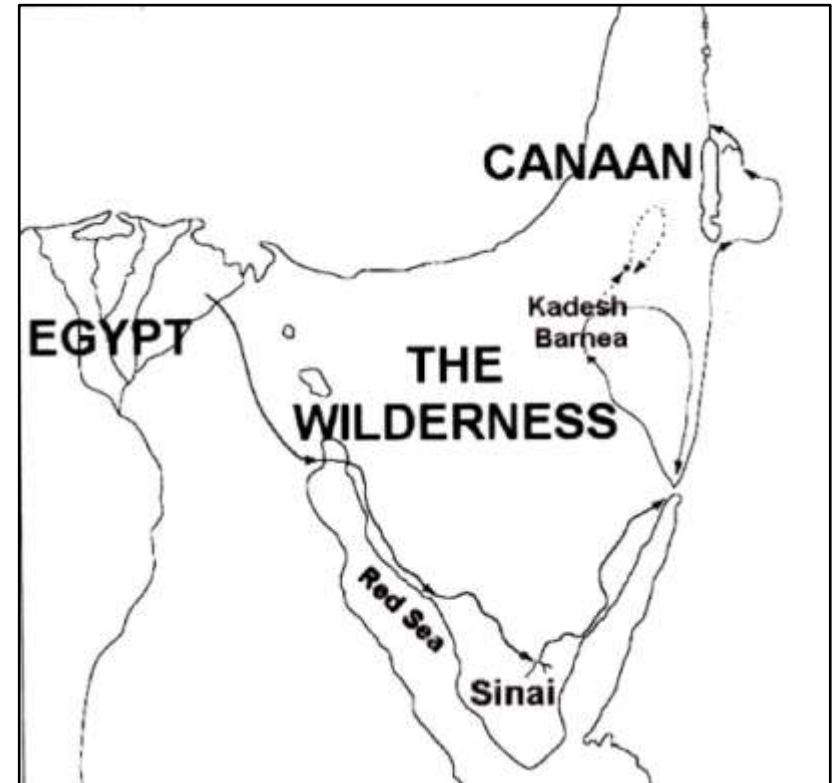 CANAAN
Kadesh
Barnea
EGYPT
THE
WILDERNESS
Red Sea
Sinai